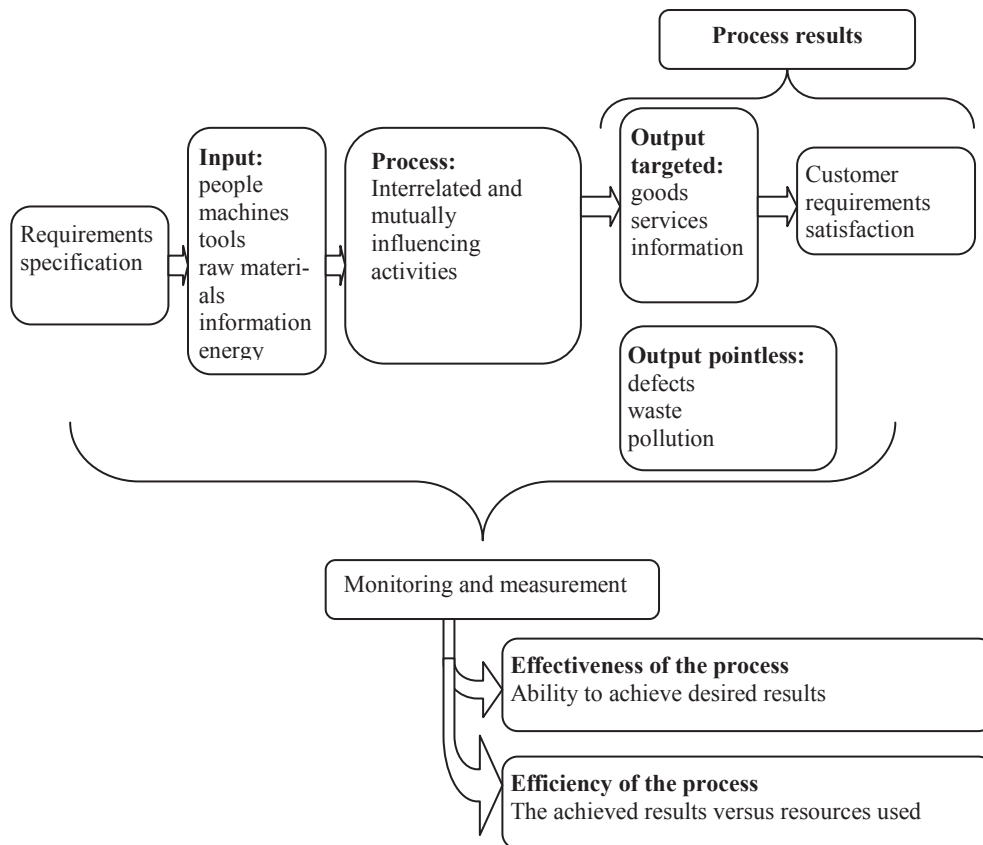 Process results
Requirements
specification
Input:
people
machines
tools
raw materi-
als
information
energy
Process:
Interrelated and
mutually
influencing
activities
Output
targeted:
goods
services
information
Customer
requirements
satisfaction
Output pointless:
defects
waste
pollution
Monitoring and measurement
Effectiveness of the process
Ability to achieve desired results
Efficiency of the process
The achieved results versus resources used